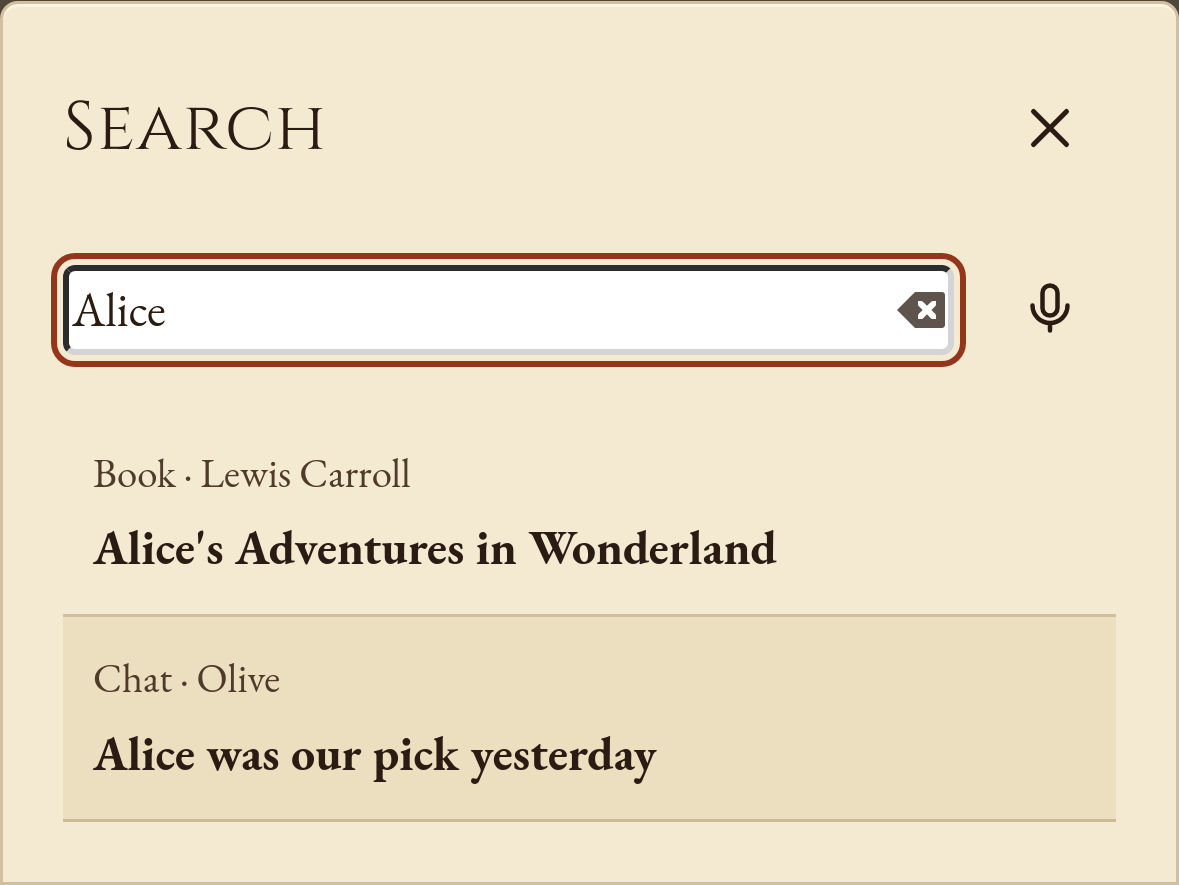 Search
Alice
Book · Lewis Carroll
Alice's Adventures in Wonderland
Chat · Olive
Alice was our pick yesterday